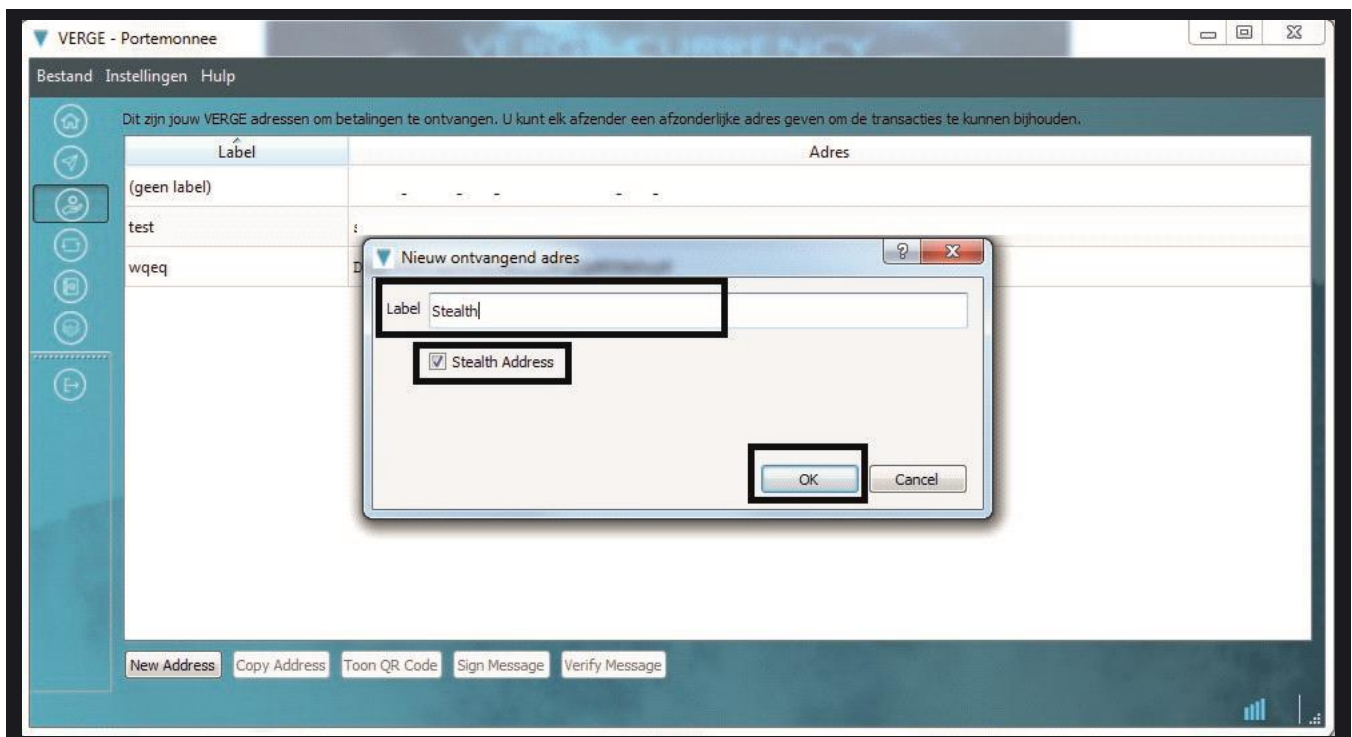 VERGE - Portemonnee
VERGE CURRENCY
Bestand Instellingen Hulp
Dit zijn jouw VERGE adressen om betalingen te ontvangen. U kunt elk afzender een afzonderlijke adres geven om de transacties te kunnen bijhouden.
Label Adres
(geen label)
test s
wqeq D
Nieuw ontvangend adres
Label Stealth
Stealth Address
OK Cancel
New Address Copy Address Toon QR Code Sign Message Verify Message